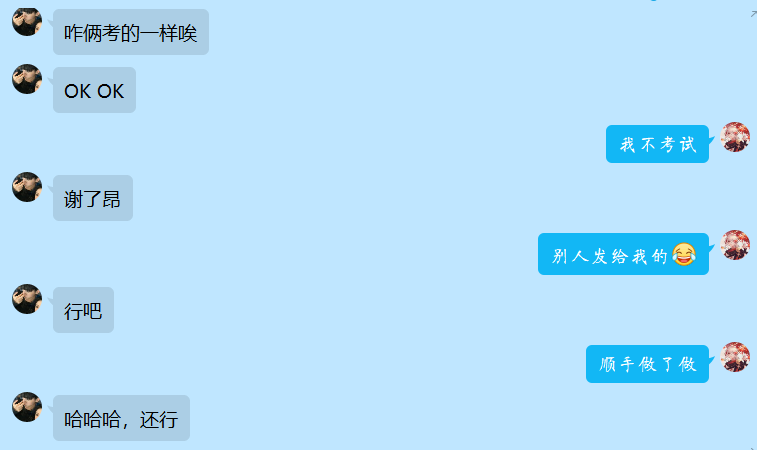 咋俩考的一样唉
OK OK
我不考试
谢了昂
别人发给我的😂
行吧
顺手做了做
哈哈哈，还行